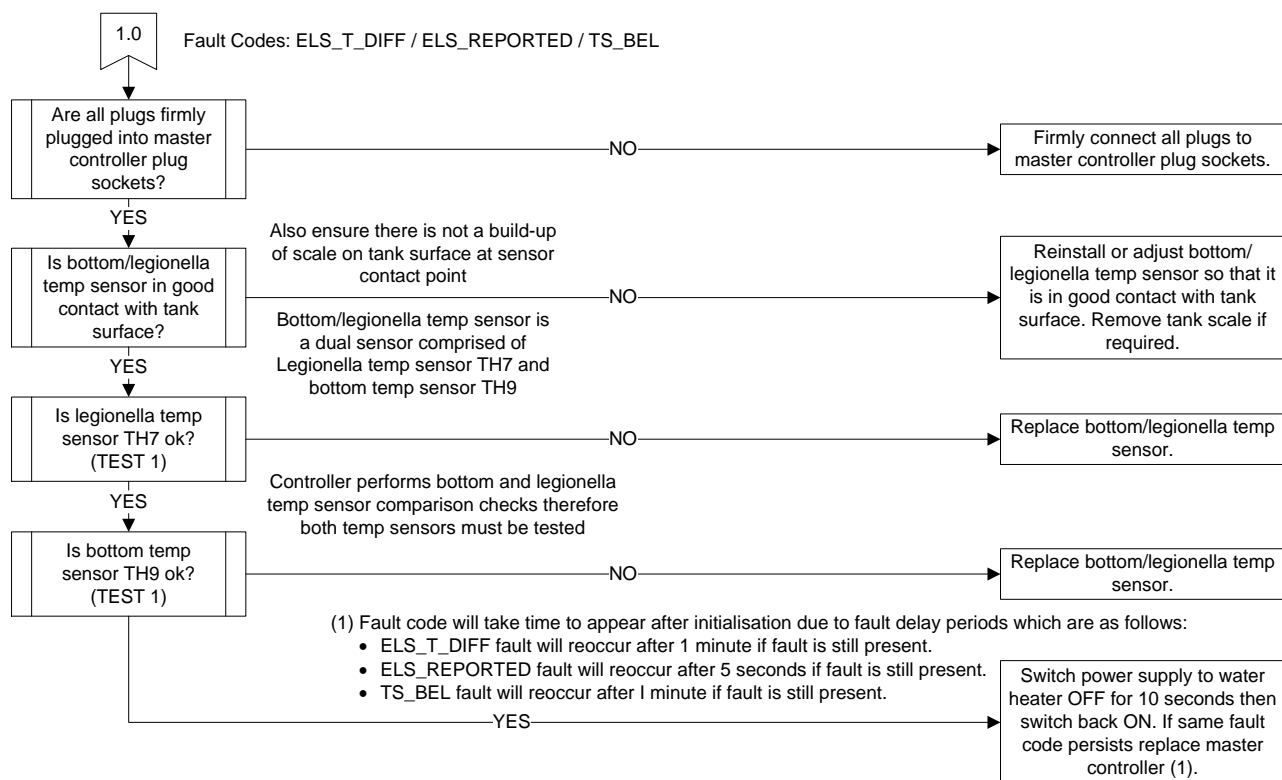 1.0
Fault Codes: ELS_T_DIFF / ELS_REPORTED / TS_BEL
Are all plugs firmly
plugged into master
controller plug
sockets?
NO
Firmly connect all plugs to
master controller plug sockets.
YES
Also ensure there is not a build-up
of scale on tank surface at sensor
contact point
Is bottom/legionella
temp sensor in good
contact with tank
surface?
NO
Reinstall or adjust bottom/
legionella temp sensor so that it
is in good contact with tank
surface. Remove tank scale if
required.
Bottom/legionella temp sensor is
a dual sensor comprised of
Legionella temp sensor TH7 and
bottom temp sensor TH9
YES
Is legionella temp
sensor TH7 ok?
(TEST 1)
NO
Replace bottom/legionella temp
sensor.
YES
Controller performs bottom and legionella
temp sensor comparison checks therefore
both temp sensors must be tested
Is bottom temp
sensor TH9 ok?
(TEST 1)
NO
Replace bottom/legionella temp
sensor.
(1) Fault code will take time to appear after initialisation due to fault delay periods which are as follows:
• ELS_T_DIFF fault will reoccur after 1 minute if fault is still present.
• ELS_REPORTED fault will reoccur after 5 seconds if fault is still present.
• TS_BEL fault will reoccur after I minute if fault is still present.
YES
Switch power supply to water
heater OFF for 10 seconds then
switch back ON. If same fault
code persists replace master
controller (1).